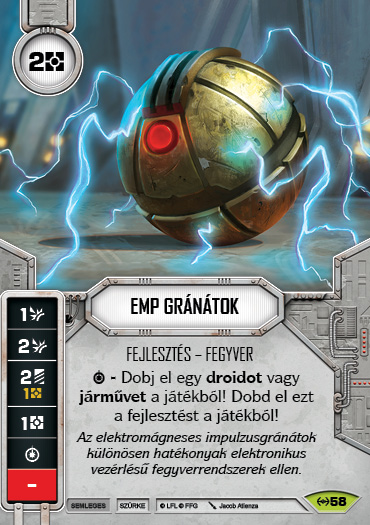 2
EMP GRÁNÁTOK
FEJLESZTÉS – FEGYVER
- Dobj el egy droidot vagy
járművet a játékból! Dobd el ezt
a fejlesztést a játékból!
Az elektromágneses impulzusgránátok
különösen hatékonyak elektronikus
vezérlésű fegyverrendszerek ellen.
1
2
2
1
1
–
SEMLEGES SZÜRKE © LFL © FFG Jacob Atienza
58